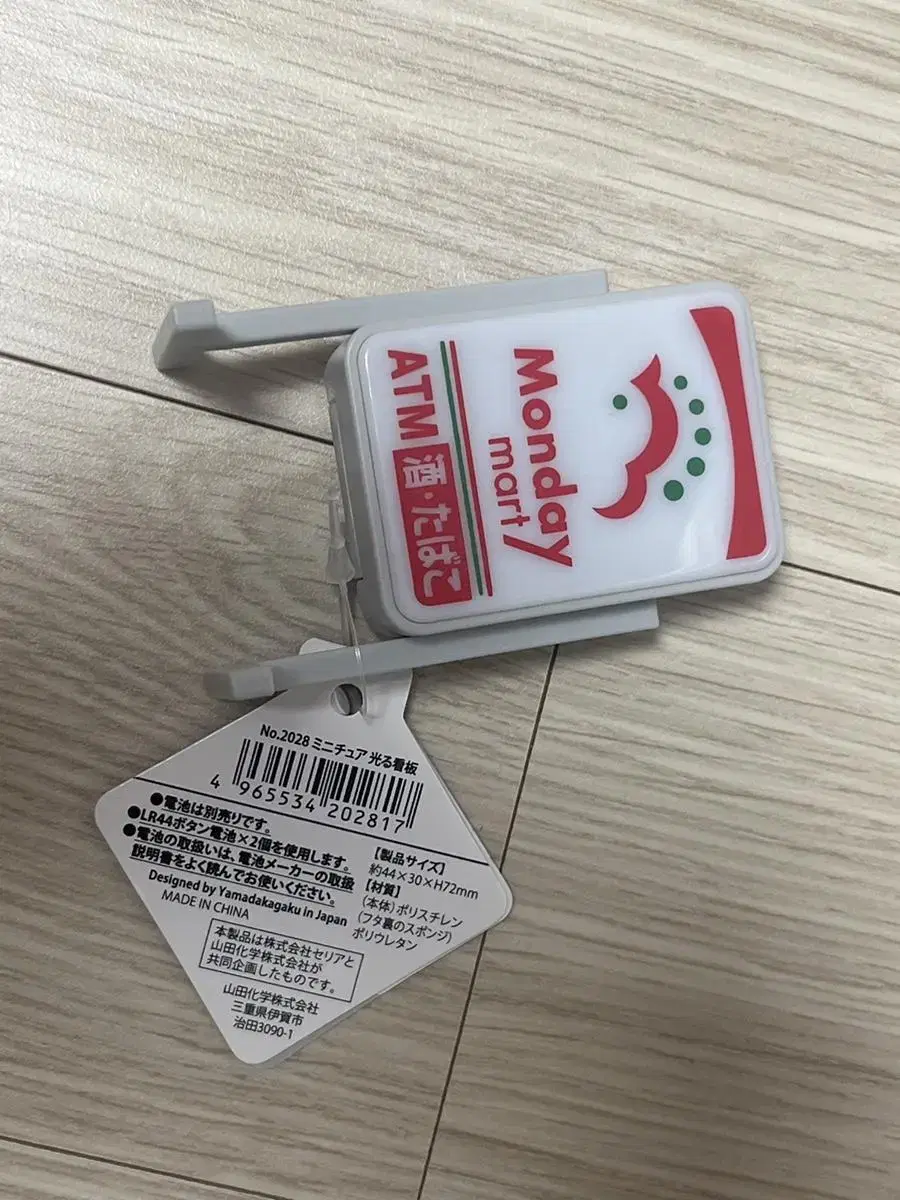 Monday
mart
ATM 酒・たばこ
No.2028 ミニチュア 光る看板
4 965534 202817
●電池は別売りです。
●LR44ボタン電池×2個を使用します。
●電池の取扱いは、電池メーカーの取扱
説明書をよく読んでお使いください。
Designed by Yamadakagaku in Japan
MADE IN CHINA
【製品サイズ】
約44×30×H72mm
【材質】
(本体)ポリスチレン
(フタ裏のスポンジ)
ポリウレタン
本製品は株式会社セリアと
山田化学株式会社が
共同企画したものです。
山田化学株式会社
三重県伊賀市
治田3090-1